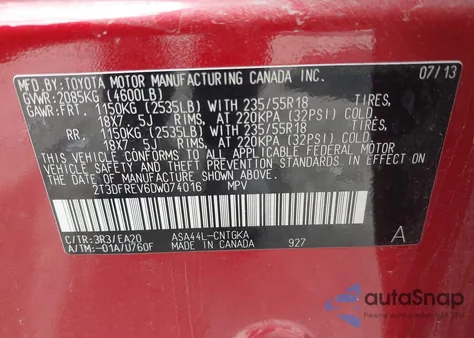 MFD. BY: TOYOTA MOTOR MANUFACTURING CANADA INC. 07/13
GVWR: 2085KG (4600LB)
GAWR: FRT. 1150KG (2535LB) WITH 235/55R18 TIRES,
18X7.5J RIMS, AT 220KPA (32PSI) COLD.
RR. 1150KG (2535LB) WITH 235/55R18 TIRES,
18X7.5J RIMS, AT 220KPA (32PSI) COLD.
THIS VEHICLE CONFORMS TO ALL APPLICABLE FEDERAL MOTOR
VEHICLE SAFETY AND THEFT PREVENTION STANDARDS IN
EFFECT ON THE DATE OF MANUFACTURE SHOWN ABOVE.
2T3DFREV6DW074016 MPV
C/TR: 3R3/EA20 ASA44L-CNTGKA A
A/TM: -01A/U760F MADE IN CANADA 927
autoSnap